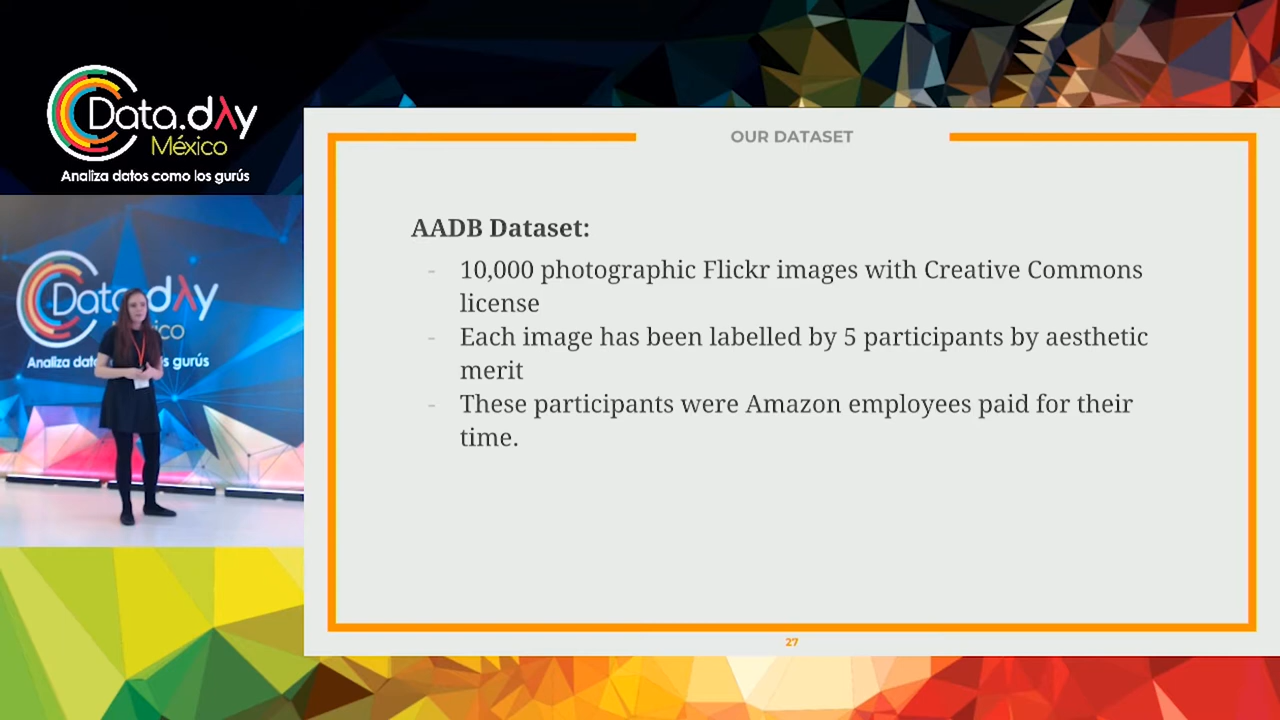 Data.dλy
México
Analiza datos como los gurús
OUR DATASET
AADB Dataset:
- 10,000 photographic Flickr images with Creative Commons
license
- Each image has been labelled by 5 participants by aesthetic
merit
- These participants were Amazon employees paid for their
time.
27